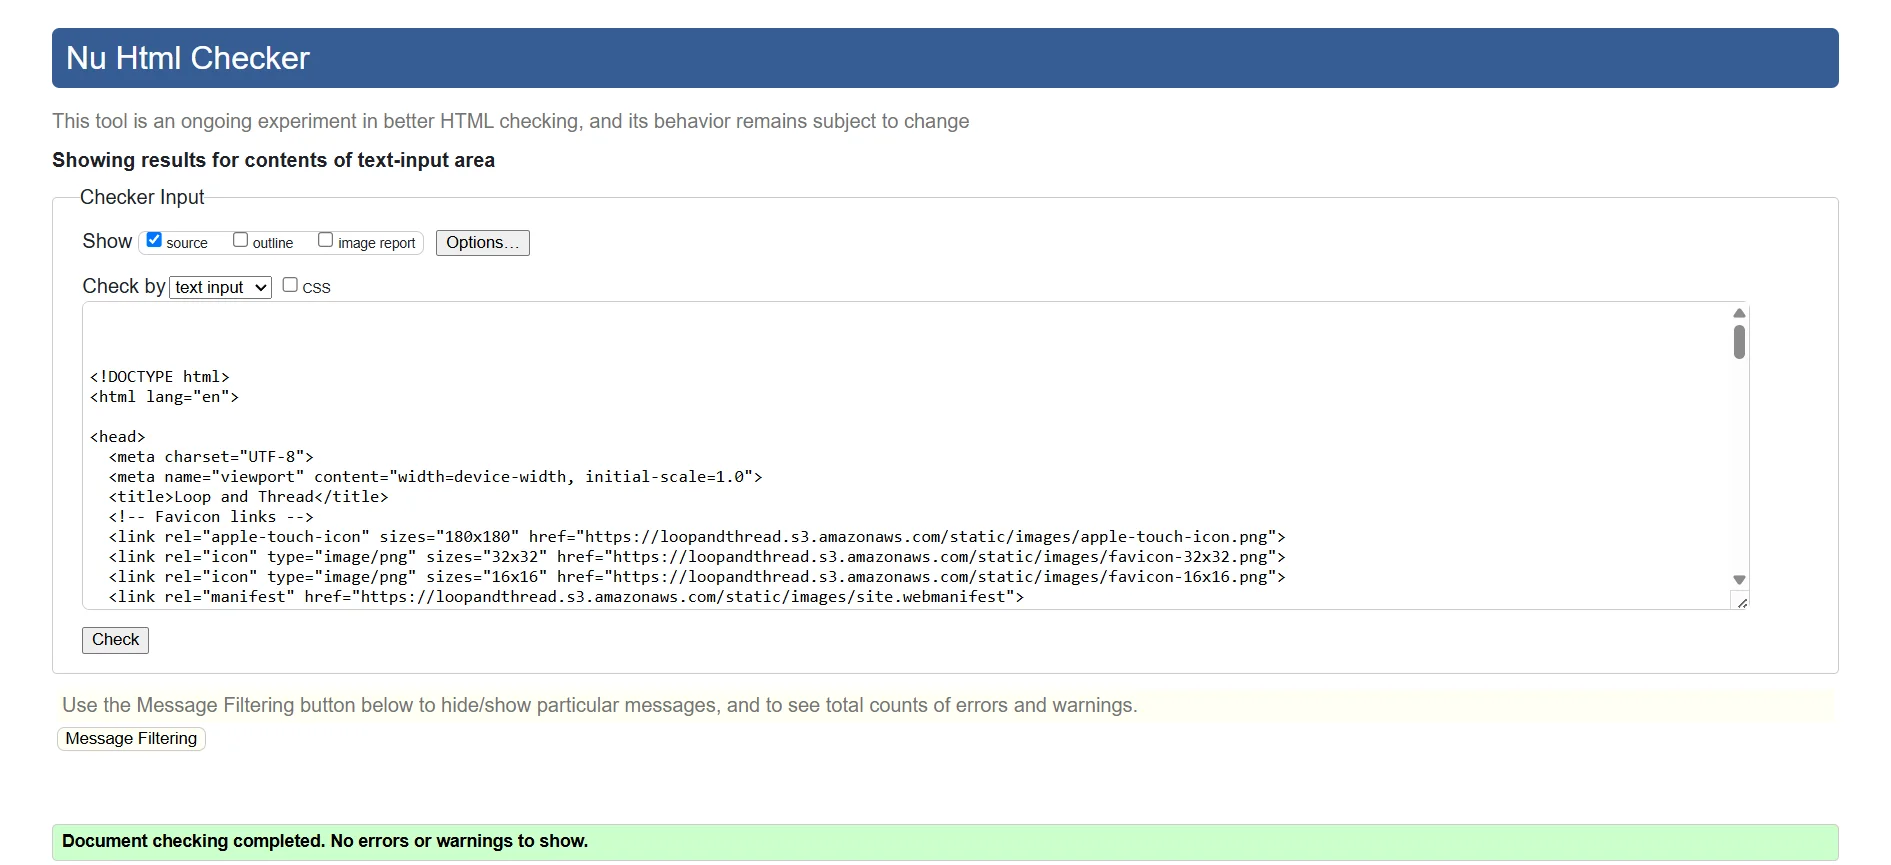 Nu Html Checker
This tool is an ongoing experiment in better HTML checking, and its behavior remains subject to change
Showing results for contents of text-input area
Checker Input
Show source outline image report Options…
Check by text input CSS
<!DOCTYPE html>
<html lang="en">
<head>
<meta charset="UTF-8">
<meta name="viewport" content="width=device-width, initial-scale=1.0">
<title>Loop and Thread</title>
<!-- Favicon links -->
<link rel="apple-touch-icon" sizes="180x180" href="https://loopandthread.s3.amazonaws.com/static/images/apple-touch-icon.png">
<link rel="icon" type="image/png" sizes="32x32" href="https://loopandthread.s3.amazonaws.com/static/images/favicon-32x32.png">
<link rel="icon" type="image/png" sizes="16x16" href="https://loopandthread.s3.amazonaws.com/static/images/favicon-16x16.png">
<link rel="manifest" href="https://loopandthread.s3.amazonaws.com/static/images/site.webmanifest">
Check
Use the Message Filtering button below to hide/show particular messages, and to see total counts of errors and warnings.
Message Filtering
Document checking completed. No errors or warnings to show.